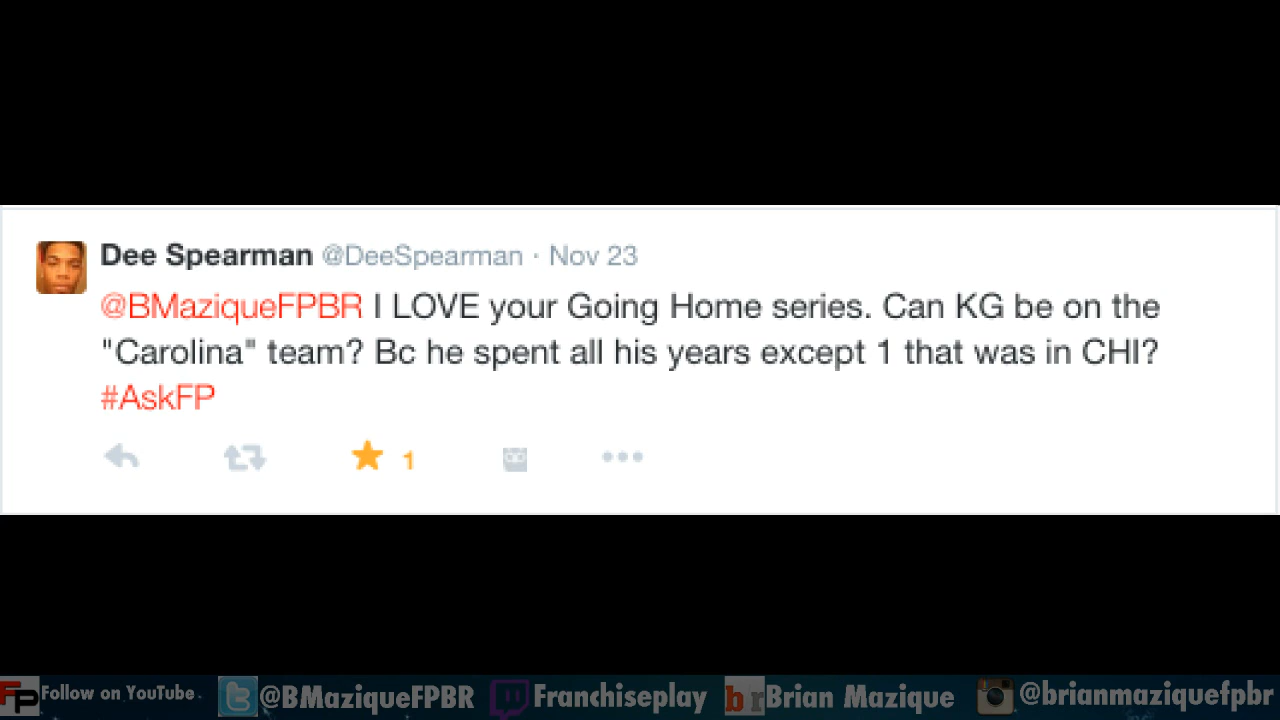 Dee Spearman @DeeSpearman · Nov 23
@BMaziqueFPBR I LOVE your Going Home series. Can KG be on the
"Carolina" team? Bc he spent all his years except 1 that was in CHI?
#AskFP
1
FP Follow on YouTube @BMaziqueFPBR Franchiseplay br Brian Mazique @brianmaziquefpbr